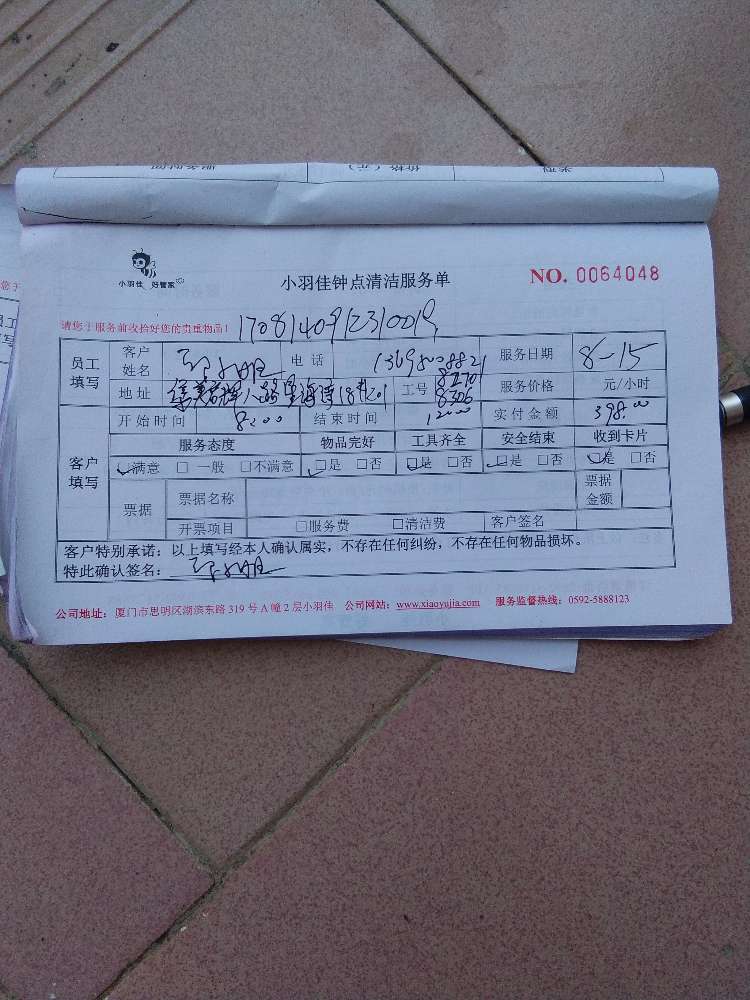 小羽佳 好管家
小羽佳钟点清洁服务单
NO. 0064048
请您于服务前收拾好您的贵重物品！
员工填写 客户姓名 电话 13698008821 服务日期 8-15
地址 工号 8306 服务价格 元/小时
客户填写 开始时间 8:00 结束时间 12:00 实付金额 398.00
服务态度 物品完好 工具齐全 安全结束 收到卡片
满意 □ 一般 □不满意 □是 □否 □是 □否 □是 □否 □是 □否
票据 票据名称 票据金额
开票项目 □服务费 □清洁费 客户签名
客户特别承诺：以上填写经本人确认属实，不存在任何纠纷，不存在任何物品损坏。
特此确认签名：
公司地址：厦门市思明区湖滨东路 319 号 A 幢 2 层小羽佳 公司网站：www.xiaoyujia.com 服务监督热线：0592-5888123